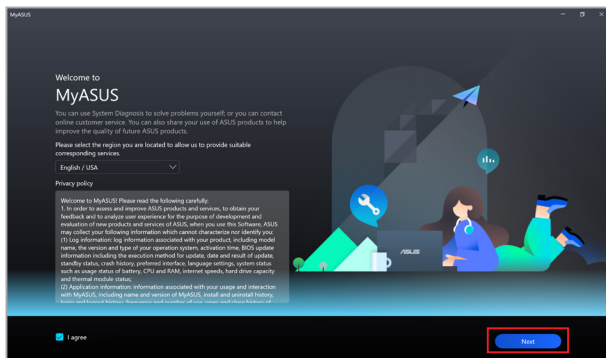 MyASUS
Welcome to
MyASUS
You can use System Diagnosis to solve problems yourself; or you can contact
online customer service. You can also share your use of ASUS products to help
improve the quality of future ASUS products.
Please select the region you are located to allow us to provide suitable
corresponding services.
English / USA
Privacy policy
Welcome to MyASUS! Please read the following carefully:
1. In order to assess and improve ASUS products and services, to obtain your
feedback and to analyze user experience for the purpose of development and
evaluation of new products and services of ASUS, when you use this Software, ASUS
may collect your following information which cannot characterize nor identify you:
(1) Log information: log information associated with your product, including model
name, the version and type of your operation system, activation time, BIOS update
information including the execution method for update, date and result of update,
standby status, crash history, preferred interface, language settings, system status
such as usage status of battery, CPU and RAM, internet speeds, hard drive capacity
and thermal module status;
(2) Application information: information associated with your usage and interaction
with MyASUS, including name and version of MyASUS, install and uninstall history,
ASUS
I agree
Next